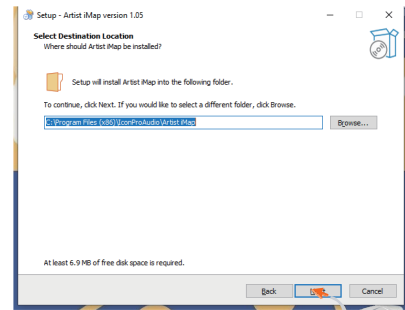 Setup - Artist iMap version 1.05
Select Destination Location
Where should Artist iMap be installed?
Setup will install Artist iMap into the following folder.
To continue, click Next. If you would like to select a different folder, click Browse.
C:\Program Files (x86)\IconProAudio\Artist iMap
Browse...
At least 6.9 MB of free disk space is required.
Back
Cancel